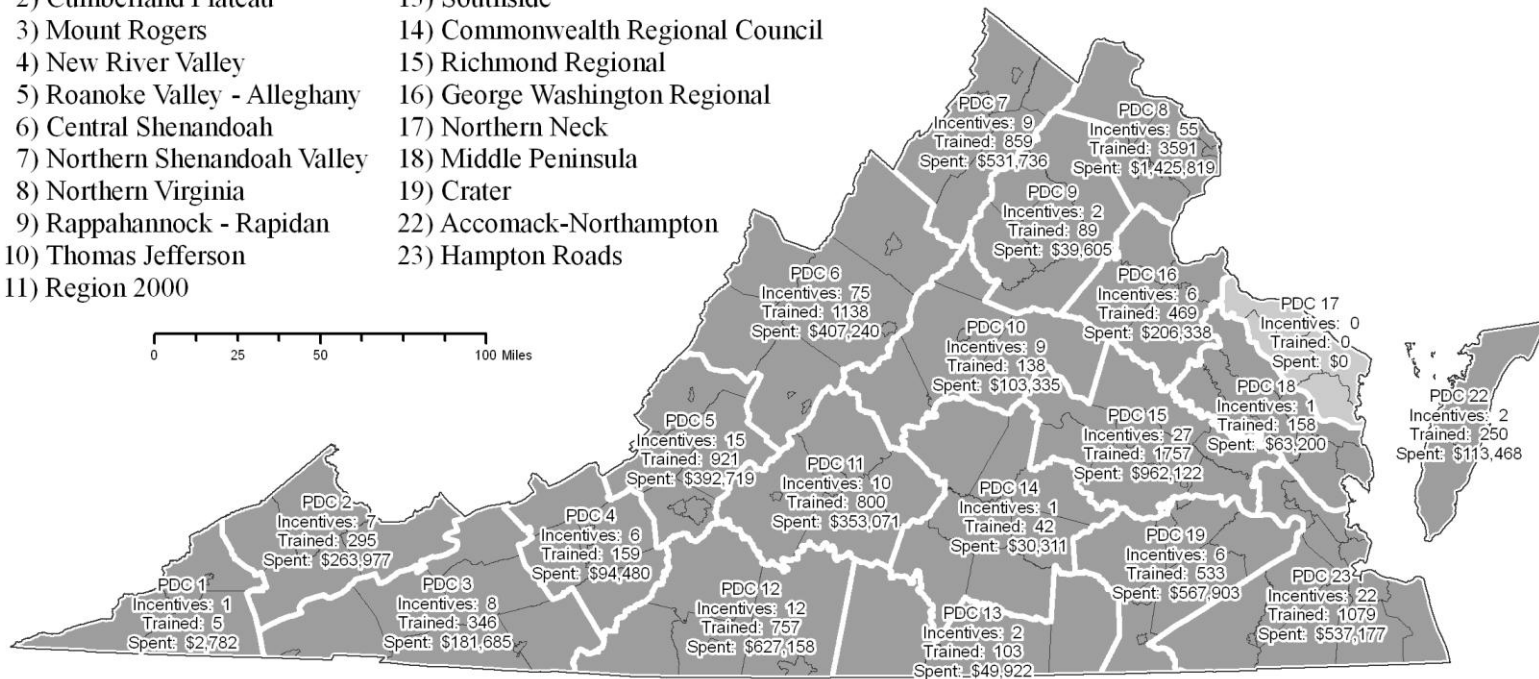 2) Cumberland Plateau
3) Mount Rogers
4) New River Valley
5) Roanoke Valley - Alleghany
6) Central Shenandoah
7) Northern Shenandoah Valley
8) Northern Virginia
9) Rappahannock - Rapidan
10) Thomas Jefferson
11) Region 2000
13) Southside
14) Commonwealth Regional Council
15) Richmond Regional
16) George Washington Regional
17) Northern Neck
18) Middle Peninsula
19) Crater
22) Accomack-Northampton
23) Hampton Roads
0 25 50 100 Miles
PDC 7
Incentives: 9
Trained: 859
Spent: $531,736
PDC 8
Incentives: 55
Trained: 3591
Spent: $1,425,819
PDC 9
Incentives: 2
Trained: 89
Spent: $39,605
PDC 6
Incentives: 75
Trained: 1138
Spent: $407,240
PDC 16
Incentives: 6
Trained: 469
Spent: $206,338
PDC 17
Incentives: 0
Trained: 0
Spent: $0
PDC 10
Incentives: 9
Trained: 138
Spent: $103,335
PDC 18
Incentives: 1
Trained: 158
Spent: $63,200
PDC 22
Incentives: 2
Trained: 250
Spent: $113,468
PDC 5
Incentives: 15
Trained: 921
Spent: $392,719
PDC 15
Incentives: 27
Trained: 1757
Spent: $962,122
PDC 11
Incentives: 10
Trained: 800
Spent: $353,071
PDC 14
Incentives: 1
Trained: 42
Spent: $30,311
PDC 2
Incentives: 7
Trained: 295
Spent: $263,977
PDC 4
Incentives: 6
Trained: 159
Spent: $94,480
PDC 19
Incentives: 6
Trained: 533
Spent: $567,903
PDC 1
Incentives: 1
Trained: 5
Spent: $2,782
PDC 3
Incentives: 8
Trained: 346
Spent: $181,685
PDC 12
Incentives: 12
Trained: 757
Spent: $627,158
PDC 13
Incentives: 2
Trained: 103
Spent: $49,922
PDC 23
Incentives: 22
Trained: 1079
Spent: $537,177